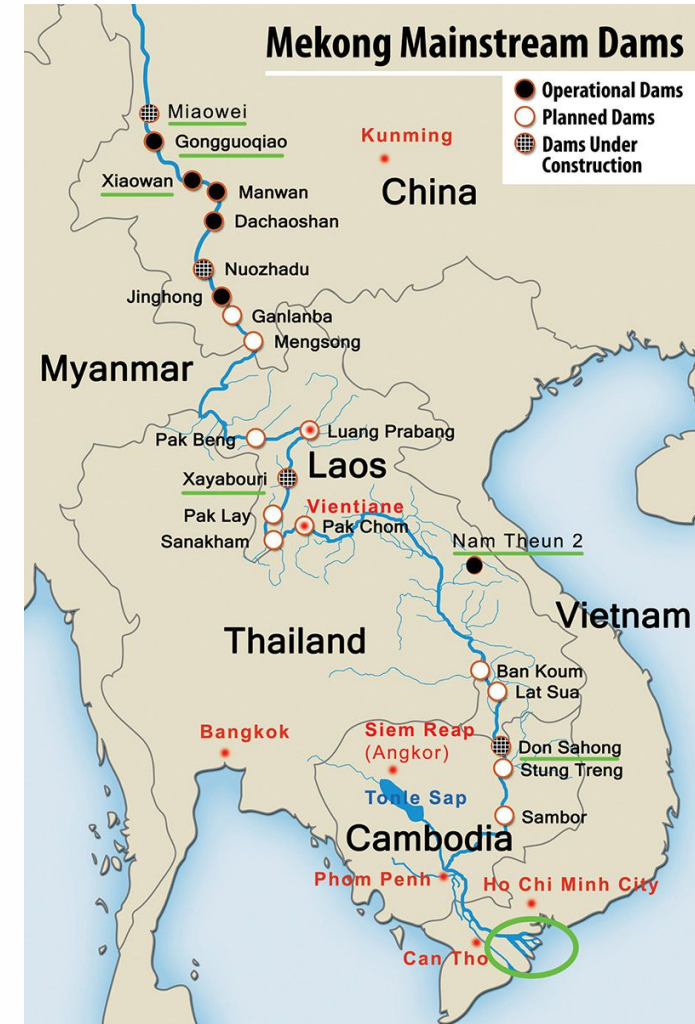 Mekong Mainstream Dams
Operational Dams
Planned Dams
Dams Under
Construction
Miaowei
Gongguoqiao
Kunming
Xiaowan
China
Manwan
Dachaoshan
Nuozhadu
Jinghong
Ganlanba
Mengsong
Myanmar
Pak Beng
Luang Prabang
Laos
Xayabouri
Vientiane
Pak Lay
Pak Chom
Sanakham
Nam Theun 2
Vietnam
Thailand
Ban Koum
Lat Sua
Bangkok
Siem Reap
(Angkor)
Don Sahong
Stung Treng
Tonle Sap
Sambor
Cambodia
Phom Penh
Ho Chi Minh City
Can Tho